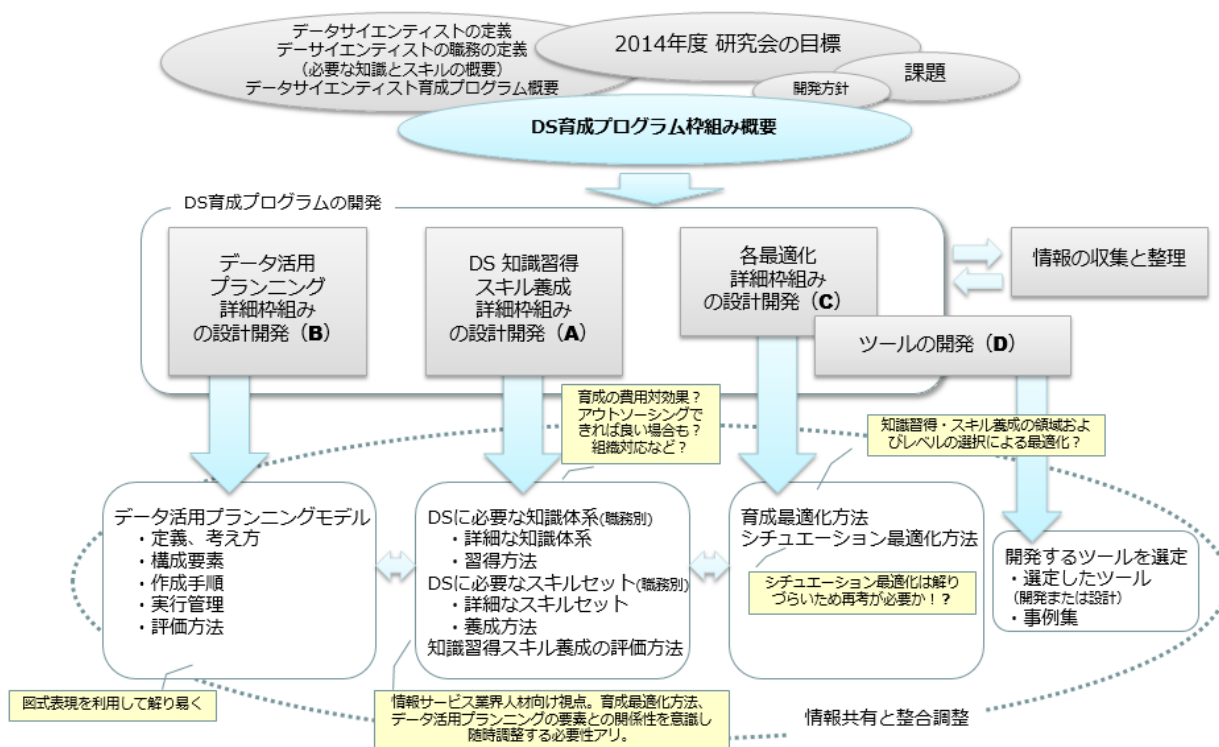 データサイエンティストの定義
デーサイエンティストの職務の定義
（必要な知識とスキルの概要）
データサイエンティスト育成プログラム概要
2014年度 研究会の目標
課題
開発方針
DS育成プログラム枠組み概要
DS育成プログラムの開発
データ活用
プランニング
詳細枠組み
の設計開発（B）
DS 知識習得
スキル養成
詳細枠組み
の設計開発（A）
各最適化
詳細枠組み
の設計開発（C）
ツールの開発（D）
情報の収集と整理
育成の費用対効果？
アウトソーシングで
きれば良い場合も？
組織対応など？
知識習得・スキル養成の領域およ
びレベルの選択による最適化？
データ活用プランニングモデル
・定義、考え方
・構成要素
・作成手順
・実行管理
・評価方法
DSに必要な知識体系(職務別)
・詳細な知識体系
・習得方法
DSに必要なスキルセット(職務別)
・詳細なスキルセット
・養成方法
知識習得スキル養成の評価方法
育成最適化方法
シチュエーション最適化方法
シチュエーション最適化は解り
づらいため再考が必要か！？
開発するツールを選定
・選定したツール
（開発または設計）
・事例集
図式表現を利用して解り易く
情報サービス業界人材向け視点。育成最適化方法、
データ活用プランニングの要素との関係性を意識し
随時調整する必要性アリ。
情報共有と整合調整